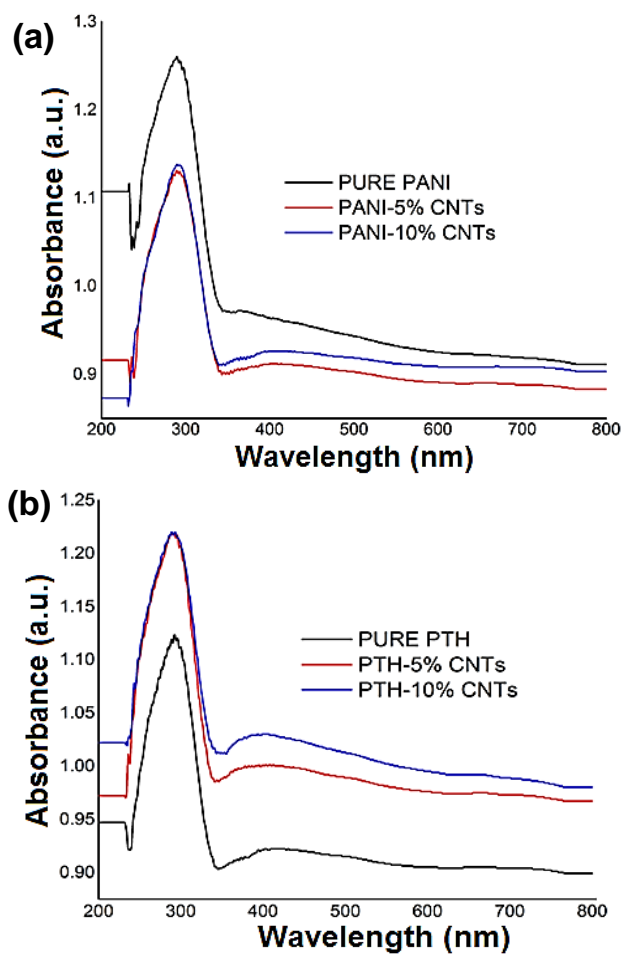 (a)
1.3
1.2
1.1
1.0
0.9
Absorbance (a.u.)
PURE PANI
PANI-5% CNTs
PANI-10% CNTs
200 300 400 500 600 700 800
Wavelength (nm)
(b)
1.25
1.20
1.15
1.10
1.05
1.00
0.95
0.90
Absorbance (a.u.)
PURE PTH
PTH-5% CNTs
PTH-10% CNTs
200 300 400 500 600 700 800
Wavelength (nm)